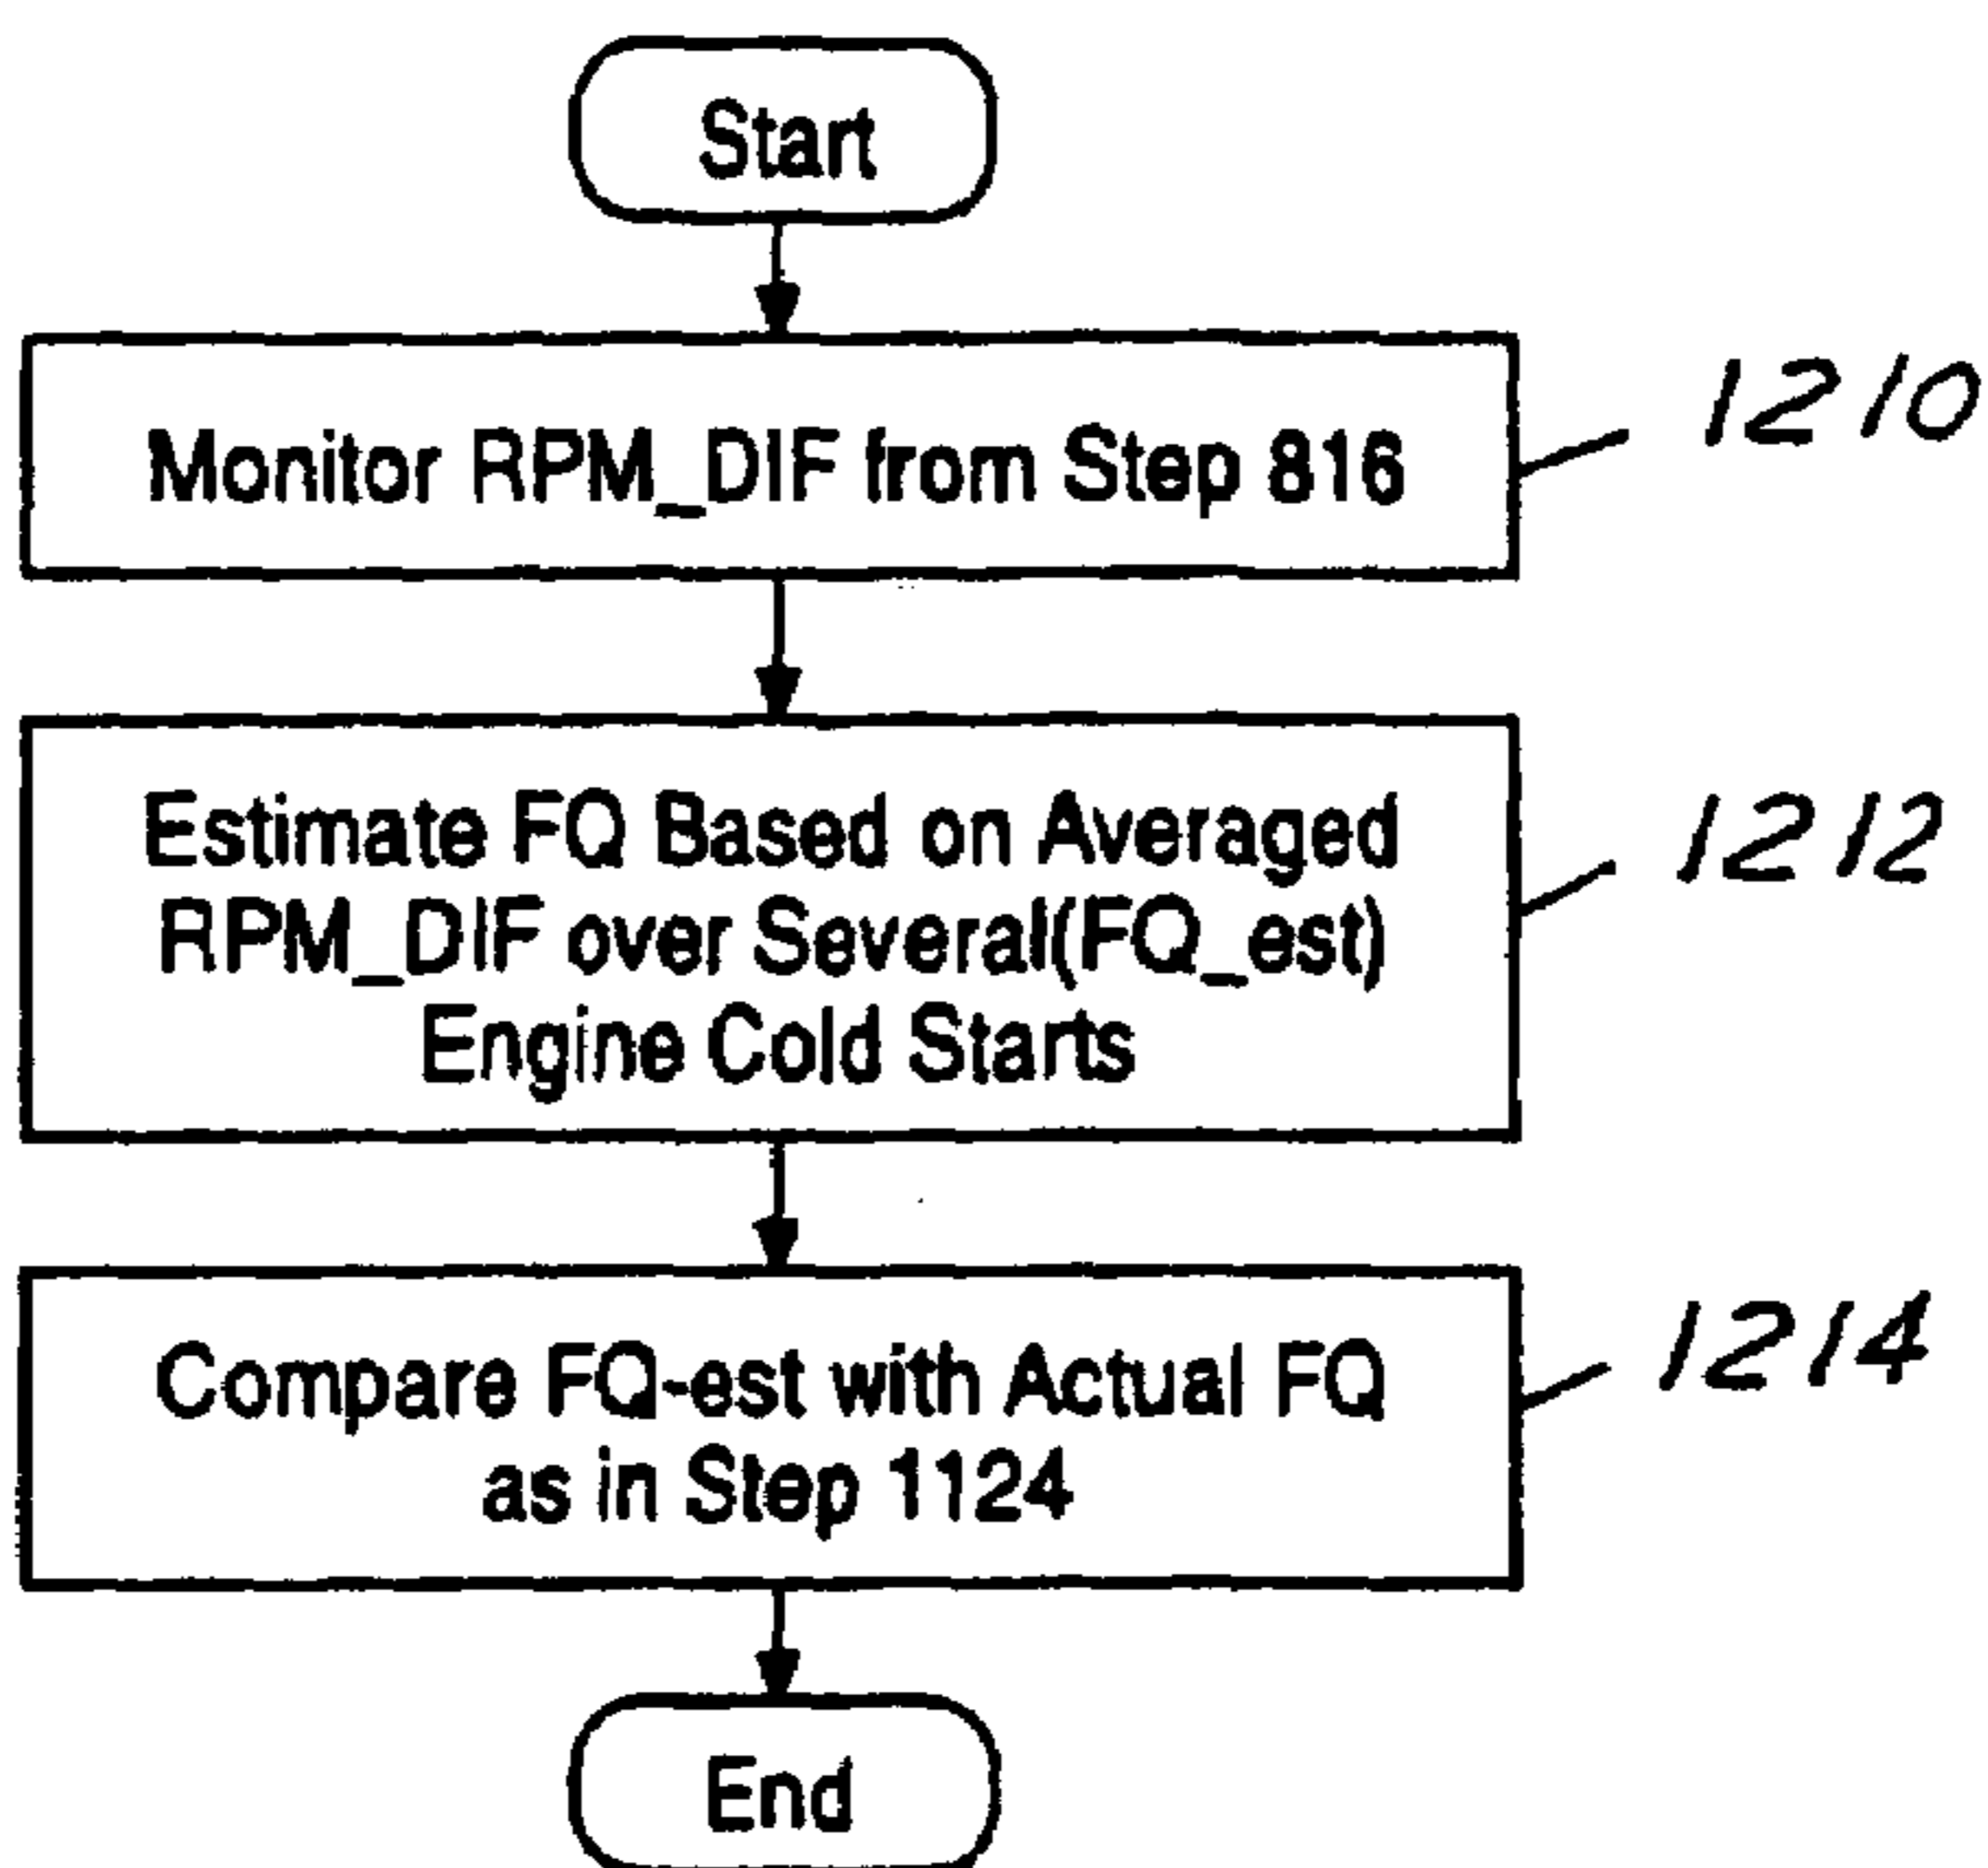 Start
Monitor RPM_DIF from Step 816
1210
Estimate FQ Based on Averaged
RPM_DIF over Several(FQ_est)
Engine Cold Starts
1212
Compare FQ-est with Actual FQ
as in Step 1124
1214
End